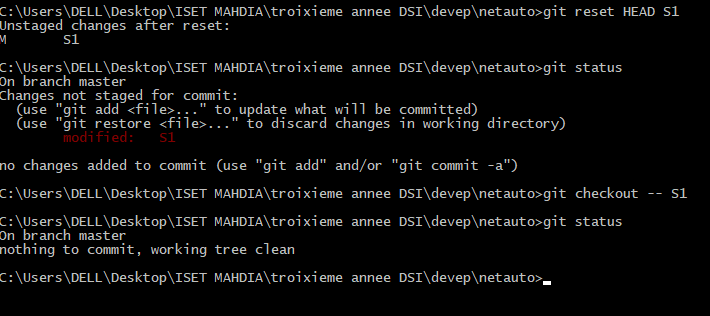 C:\Users\DELL\Desktop\ISET MAHDIA\troixieme annee DSI\devep\netauto>git reset HEAD S1
Unstaged changes after reset:
M       S1
C:\Users\DELL\Desktop\ISET MAHDIA\troixieme annee DSI\devep\netauto>git status
On branch master
Changes not staged for commit:
  (use "git add <file>..." to update what will be committed)
  (use "git restore <file>..." to discard changes in working directory)
        modified:   S1
no changes added to commit (use "git add" and/or "git commit -a")
C:\Users\DELL\Desktop\ISET MAHDIA\troixieme annee DSI\devep\netauto>git checkout -- S1
C:\Users\DELL\Desktop\ISET MAHDIA\troixieme annee DSI\devep\netauto>git status
On branch master
nothing to commit, working tree clean
C:\Users\DELL\Desktop\ISET MAHDIA\troixieme annee DSI\devep\netauto>